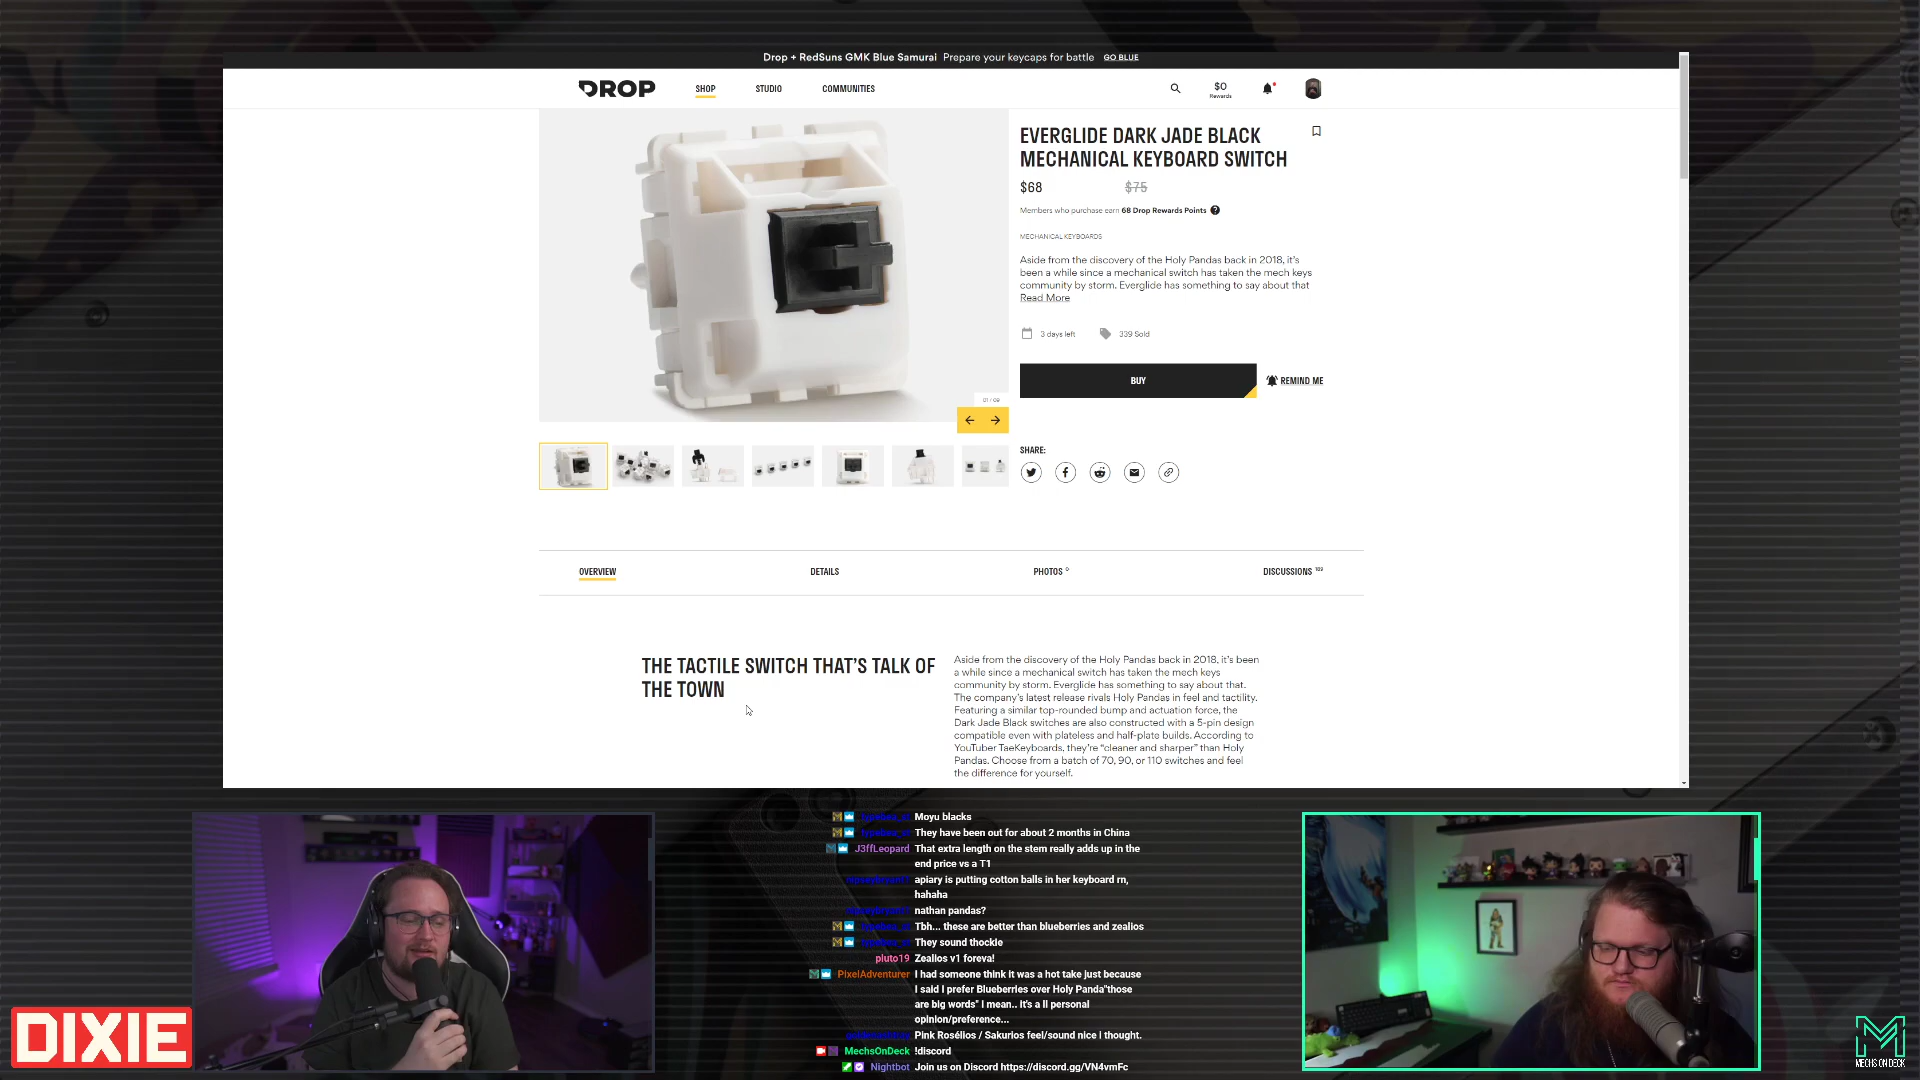 Drop + RedSuns GMK Blue Samurai Prepare your keycaps for battle GO BLUE
DROP SHOP STUDIO COMMUNITIES $0
Rewards
EVERGLIDE DARK JADE BLACK
MECHANICAL KEYBOARD SWITCH
$68 $75
Members who purchase earn 68 Drop Rewards Points ?
MECHANICAL KEYBOARDS
Aside from the discovery of the Holy Pandas back in 2018, it's
been a while since a mechanical switch has taken the mech keys
community by storm. Everglide has something to say about that
Read More
3 days left 339 Sold
BUY REMIND ME
01 / 09
SHARE:
OVERVIEW DETAILS PHOTOS 0 DISCUSSIONS
THE TACTILE SWITCH THAT'S TALK OF
THE TOWN
Aside from the discovery of the Holy Pandas back in 2018, it's been
a while since a mechanical switch has taken the mech keys
community by storm. Everglide has something to say about that.
The company's latest release rivals Holy Pandas in feel and tactility.
Featuring a similar top-rounded bump and actuation force, the
Dark Jade Black switches are also constructed with a 5-pin design
compatible even with plateless and half-plate builds. According to
YouTuber TaeKeyboards, they're "cleaner and sharper" than Holy
Pandas. Choose from a batch of 70, 90, or 110 switches and feel
the difference for yourself.
Moyu blacks
They have been out for about 2 months in China
J3ffLeopard That extra length on the stem really adds up in the
end price vs a T1
apiary is putting cotton balls in her keyboard rn,
hahaha
nathan pandas?
Tbh... these are better than blueberries and zealios
They sound thockie
pluto19 Zealios v1 foreva!
PixelAdventurer I had someone think it was a hot take just because
I said I prefer Blueberries over Holy Panda"those
are big words" I mean.. it's a ll personal
opinion/preference...
Pink Rosélios / Sakurios feel/sound nice I thought.
MechsOnDeck !discord
Nightbot Join us on Discord https://discord.gg/VN4vmFc
DIXIE
MECHS ON DECK